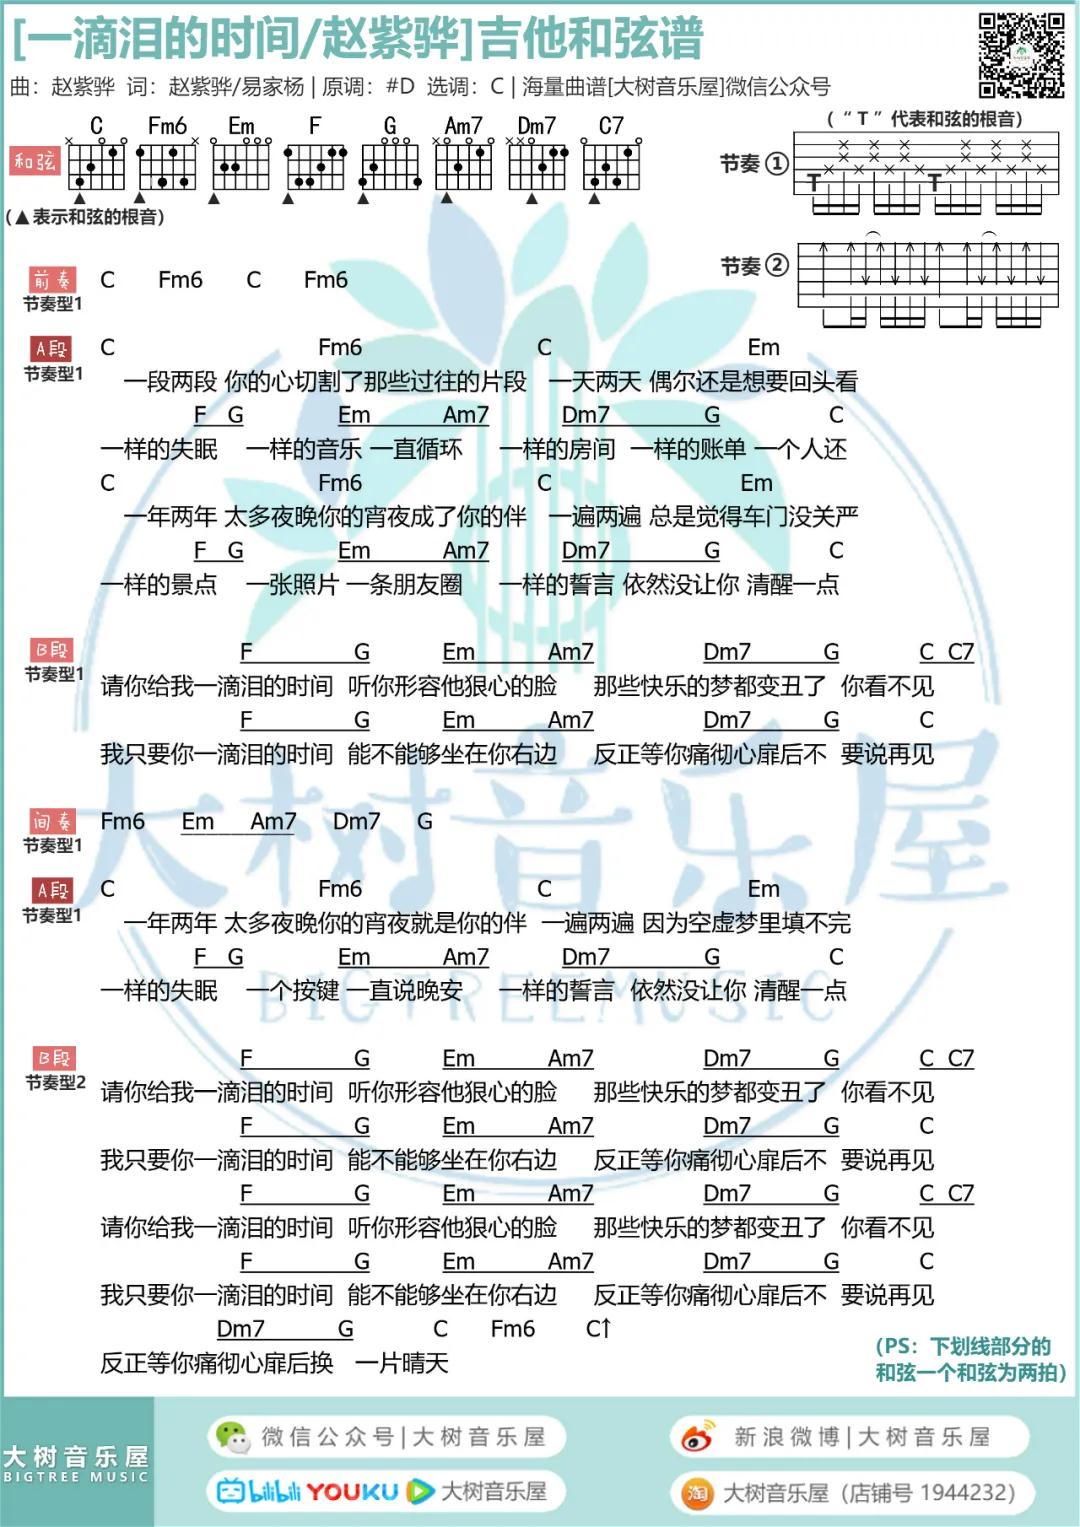 [一滴泪的时间/赵紫骅]吉他和弦谱
曲：赵紫骅 词：赵紫骅/易家杨 | 原调：#D 选调：C | 海量曲谱[大树音乐屋]微信公众号
(“T”代表和弦的根音)
和弦 C Fm6 Em F G Am7 Dm7 C7
(▲表示和弦的根音)
节奏①
T T
节奏②
前奏 C Fm6 C Fm6
节奏型1
A段 C Fm6 C Em
节奏型1 一段两段 你的心切割了那些过往的片段 一天两天 偶尔还是想要回头看
F G Em Am7 Dm7 G C
一样的失眠 一样的音乐 一直循环 一样的房间 一样的账单 一个人还
C Fm6 C Em
一年两年 太多夜晚你的宵夜成了你的伴 一遍两遍 总是觉得车门没关严
F G Em Am7 Dm7 G C
一样的景点 一张照片 一条朋友圈 一样的誓言 依然没让你 清醒一点
B段 F G Em Am7 Dm7 G C C7
节奏型1 请你给我一滴泪的时间 听你形容他狠心的脸 那些快乐的梦都变丑了 你看不见
F G Em Am7 Dm7 G C
我只要你一滴泪的时间 能不能够坐在你右边 反正等你痛彻心扉后不 要说再见
间奏 Fm6 Em Am7 Dm7 G
节奏型1
A段 C Fm6 C Em
节奏型1 一年两年 太多夜晚你的宵夜就是你的伴 一遍两遍 因为空虚梦里填不完
F G Em Am7 Dm7 G C
一样的失眠 一个按键 一直说晚安 一样的誓言 依然没让你 清醒一点
B段 F G Em Am7 Dm7 G C C7
节奏型2 请你给我一滴泪的时间 听你形容他狠心的脸 那些快乐的梦都变丑了 你看不见
F G Em Am7 Dm7 G C
我只要你一滴泪的时间 能不能够坐在你右边 反正等你痛彻心扉后不 要说再见
F G Em Am7 Dm7 G C C7
请你给我一滴泪的时间 听你形容他狠心的脸 那些快乐的梦都变丑了 你看不见
F G Em Am7 Dm7 G C
我只要你一滴泪的时间 能不能够坐在你右边 反正等你痛彻心扉后不 要说再见
Dm7 G C Fm6 C↑
反正等你痛彻心扉后换 一片晴天
(PS：下划线部分的
和弦一个和弦为两拍)
大树音乐屋
BIGTREEMUSIC
大树音乐屋
BIGTREE MUSIC
微信公众号|大树音乐屋
新浪微博|大树音乐屋
bilibili YOUKU 大树音乐屋
淘 大树音乐屋（店铺号 1944232）